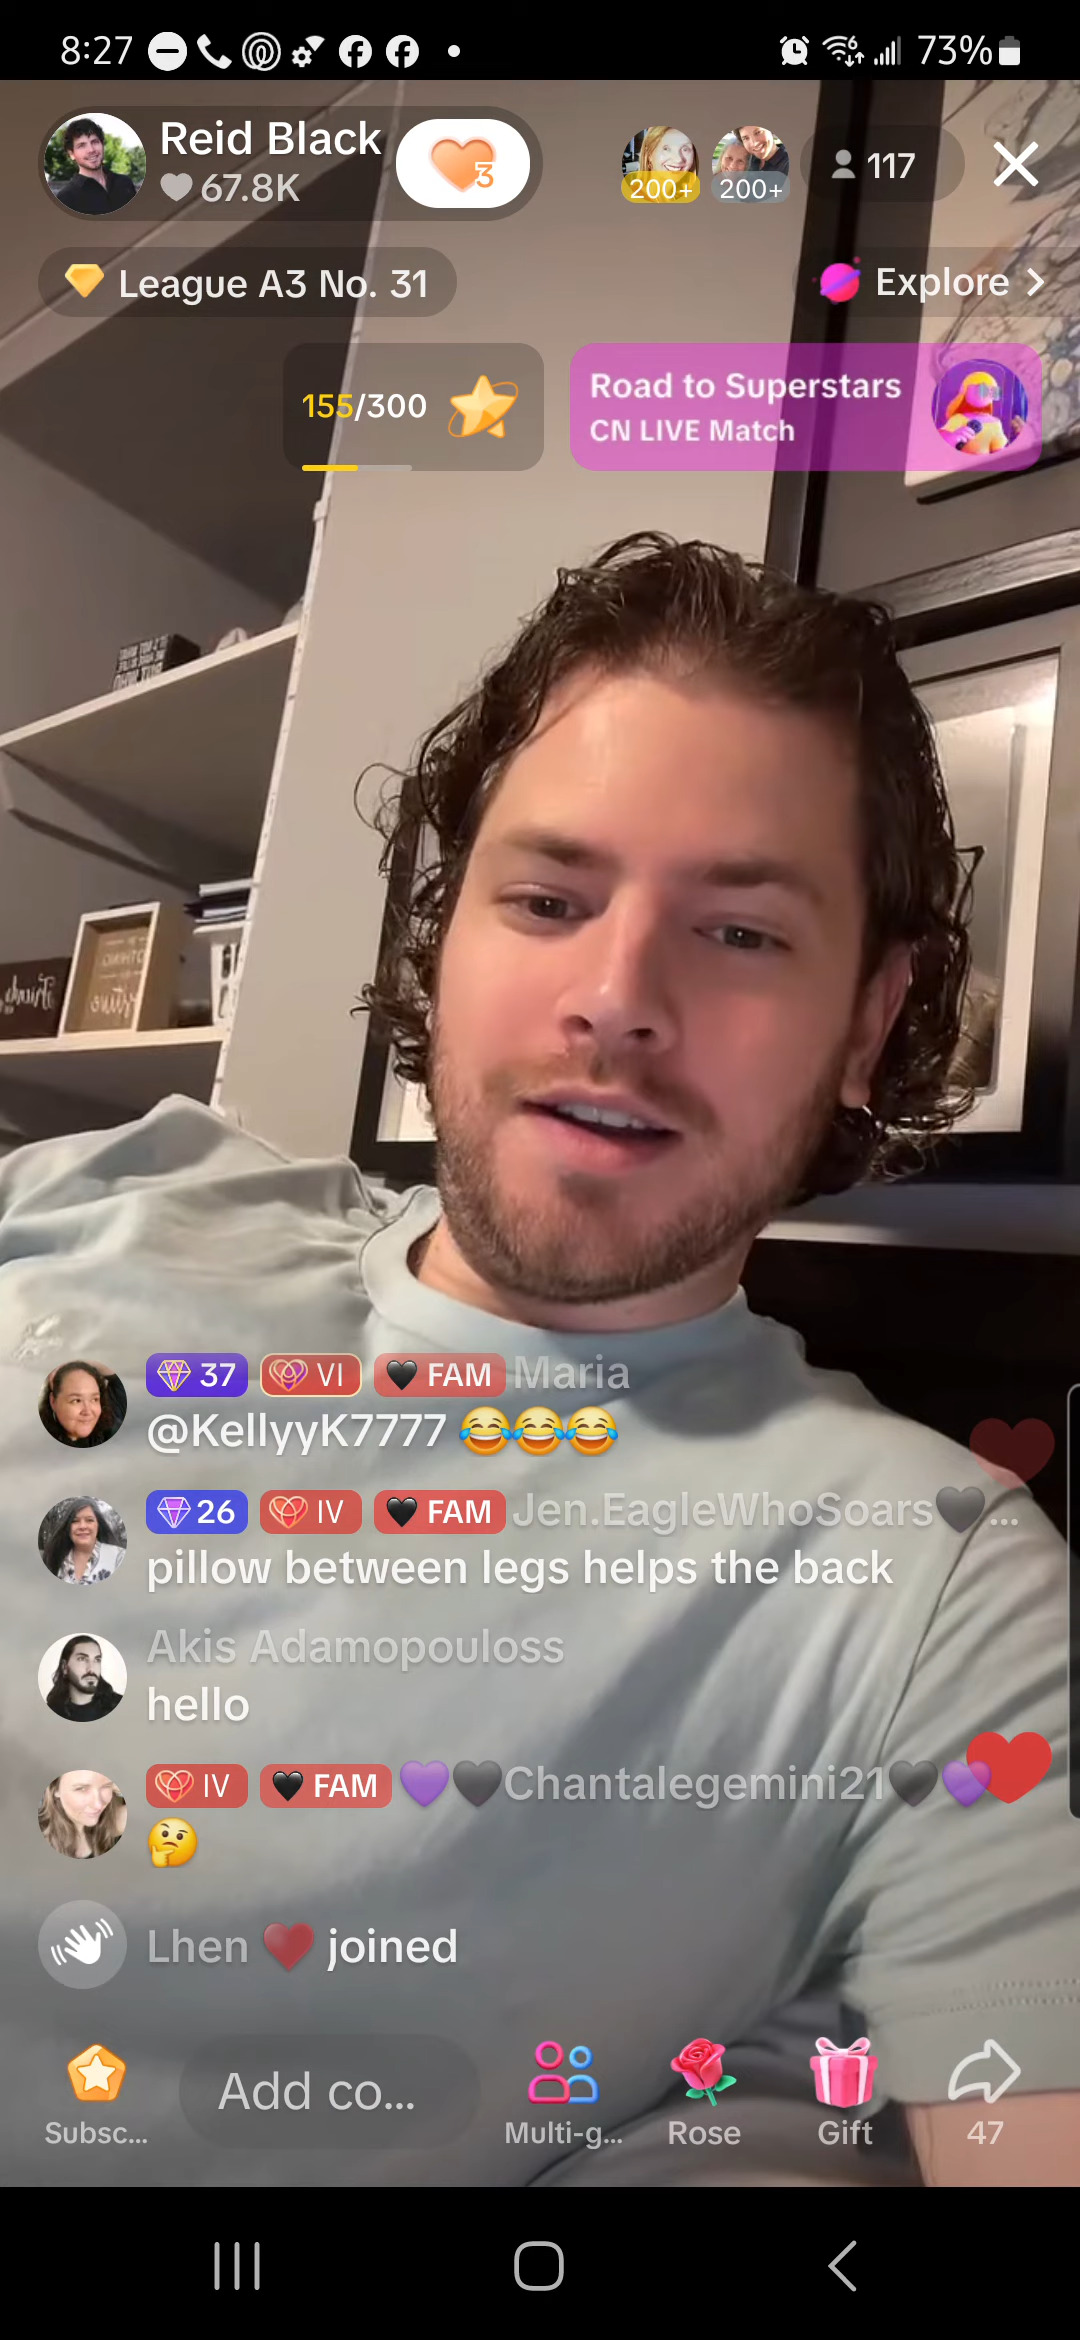 8:27
73%
Reid Black
67.8K
3
200+
200+
117
League A3 No. 31
Explore >
155/300
Road to Superstars
CN LIVE Match
37 VI 🖤 FAM Maria
@KellyyK7777 😂😂😂
26 IV 🖤 FAM Jen.EagleWhoSoars🖤...
pillow between legs helps the back
Akis Adamopouloss
hello
IV 🖤 FAM 💜🖤Chantalegemini21🖤💜
🤔
Lhen ❤️ joined
Subsc...
Add co...
Multi-g...
Rose
Gift
47